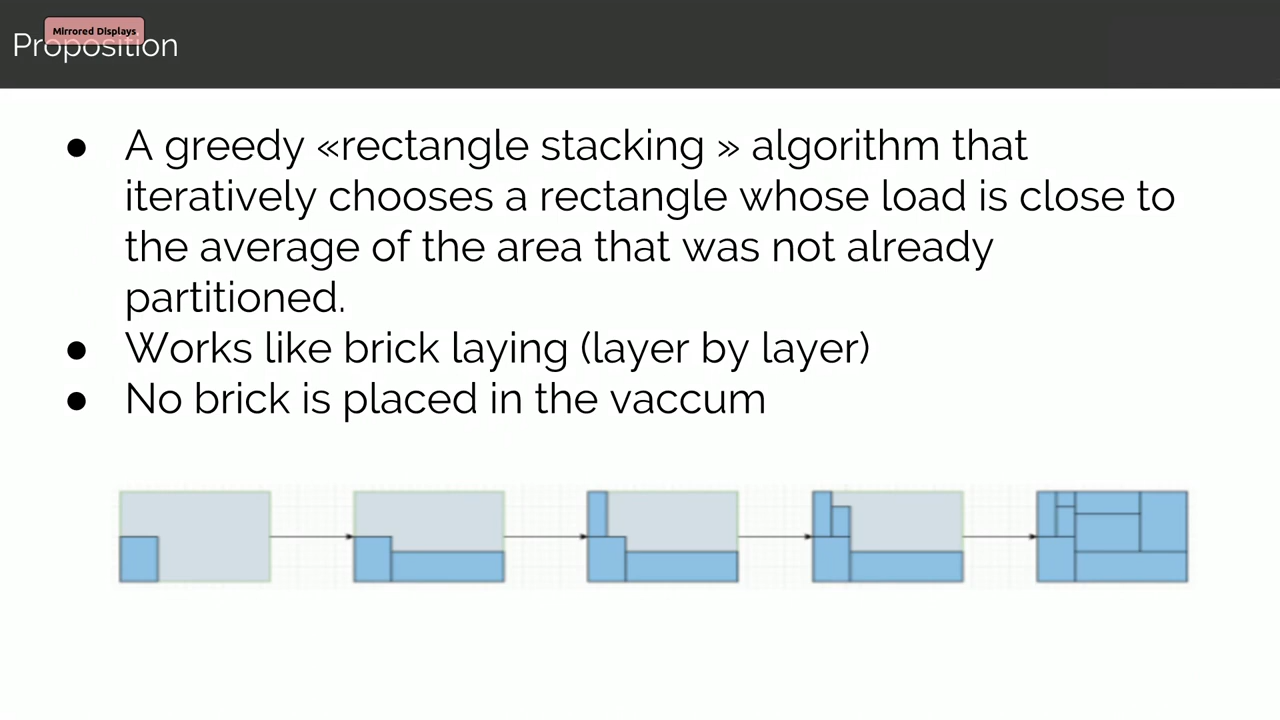 Mirrored Displays
Proposition
● A greedy «rectangle stacking » algorithm that
iteratively chooses a rectangle whose load is close to
the average of the area that was not already
partitioned.
● Works like brick laying (layer by layer)
● No brick is placed in the vaccum